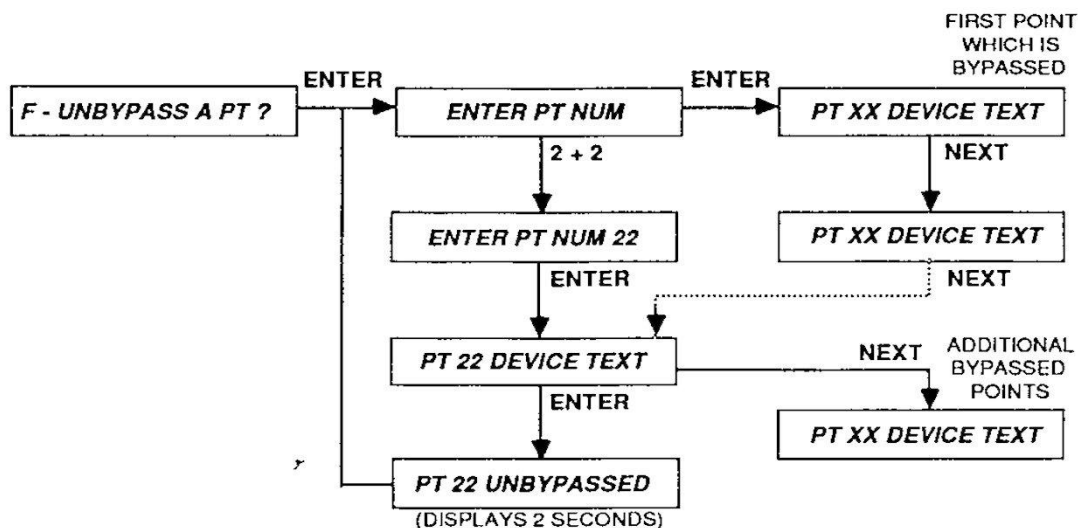 FIRST POINT
WHICH IS
BYPASSED
ENTER
ENTER
F - UNBYPASS A PT ?
ENTER PT NUM
PT XX DEVICE TEXT
2 + 2
NEXT
ENTER PT NUM 22
PT XX DEVICE TEXT
ENTER
NEXT
PT 22 DEVICE TEXT
NEXT
ADDITIONAL
BYPASSED
POINTS
ENTER
PT XX DEVICE TEXT
PT 22 UNBYPASSED
(DISPLAYS 2 SECONDS)